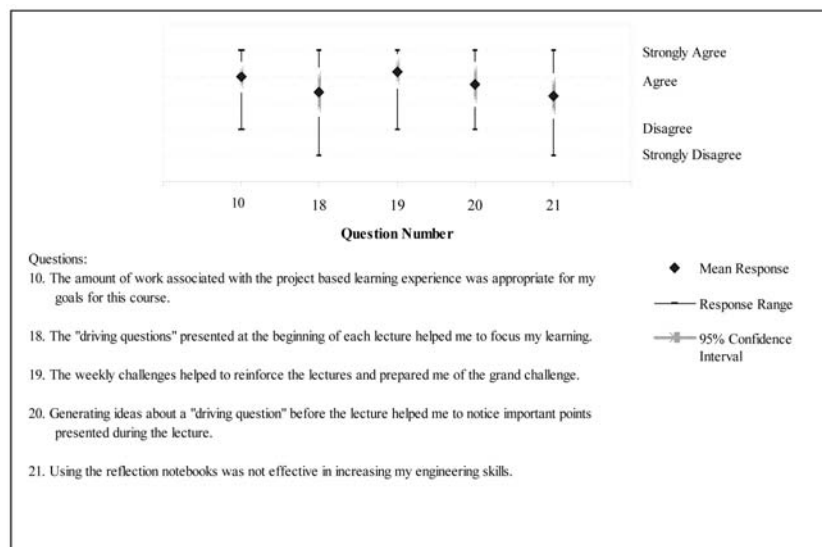 Strongly Agree
Agree
Disagree
Strongly Disagree
10 18 19 20 21
Question Number
Questions:
10. The amount of work associated with the project based learning experience was appropriate for my
goals for this course.
18. The "driving questions" presented at the beginning of each lecture helped me to focus my learning.
19. The weekly challenges helped to reinforce the lectures and prepared me of the grand challenge.
20. Generating ideas about a "driving question" before the lecture helped me to notice important points
presented during the lecture.
21. Using the reflection notebooks was not effective in increasing my engineering skills.
Mean Response
Response Range
95% Confidence
Interval